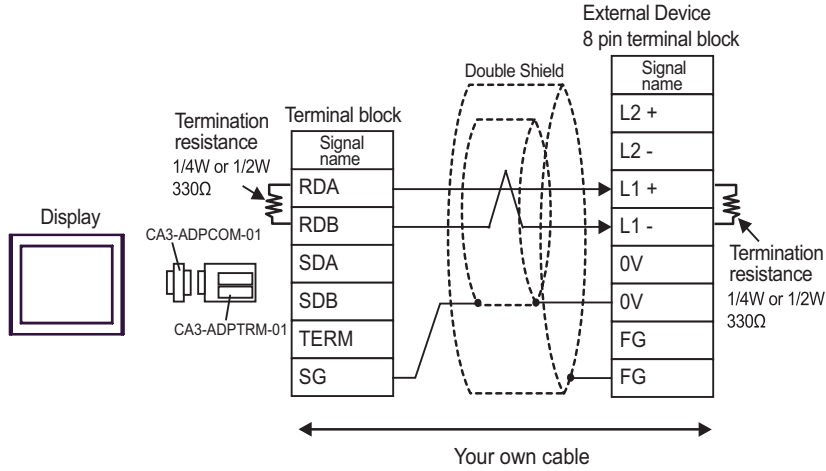 External Device
8 pin terminal block
Double Shield
Signal
name
L2 +
L2 -
L1 +
L1 -
0V
0V
FG
FG
Termination
resistance
1/4W or 1/2W
330Ω
Terminal block
Signal
name
RDA
RDB
SDA
SDB
TERM
SG
Display
CA3-ADPCOM-01
CA3-ADPTRM-01
Termination
resistance
1/4W or 1/2W
330Ω
Your own cable